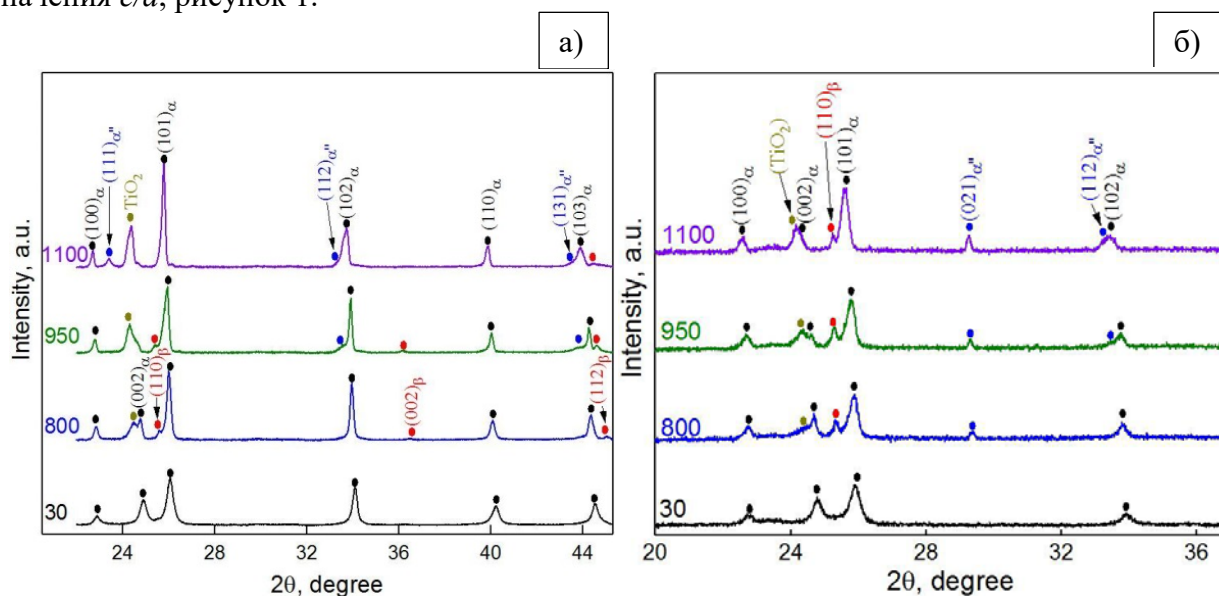 начения c/a, рисунок 1.
а)
(100)α
(111)α"
TiO2
(101)α
(112)α"
(102)α
(110)α
(131)α"
(103)α
1100
950
(002)α
(110)β
(002)β
(112)β
800
30
Intensity, a.u.
24 28 32 36 40 44
2θ, degree
б)
(100)α
(TiO2)
(002)α
(110)β
(101)α
(021)α"
(112)α"
(102)α
1100
950
800
30
Intensity, a.u.
20 24 28 32 36
2θ, degree